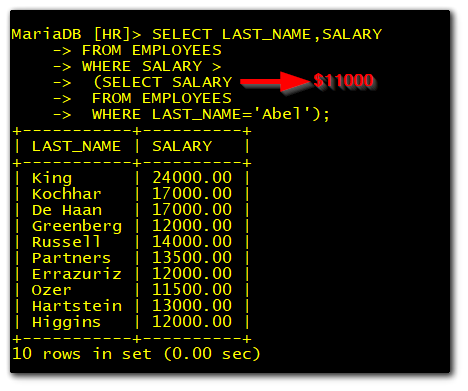 MariaDB [HR]> SELECT LAST_NAME,SALARY
    -> FROM EMPLOYEES
    -> WHERE SALARY >
    ->  (SELECT SALARY $11000
    ->  FROM EMPLOYEES
    ->  WHERE LAST_NAME='Abel');
+-----------+----------+
| LAST_NAME | SALARY   |
+-----------+----------+
| King      | 24000.00 |
| Kochhar   | 17000.00 |
| De Haan   | 17000.00 |
| Greenberg | 12000.00 |
| Russell   | 14000.00 |
| Partners  | 13500.00 |
| Errazuriz | 12000.00 |
| Ozer      | 11500.00 |
| Hartstein | 13000.00 |
| Higgins   | 12000.00 |
+-----------+----------+
10 rows in set (0.00 sec)